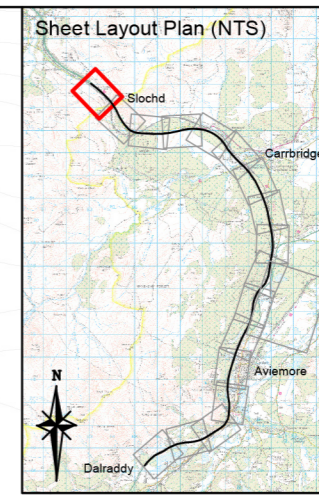 Sheet Layout Plan (NTS)
Slochd
Carrbridge
N
Aviemore
Dalraddy